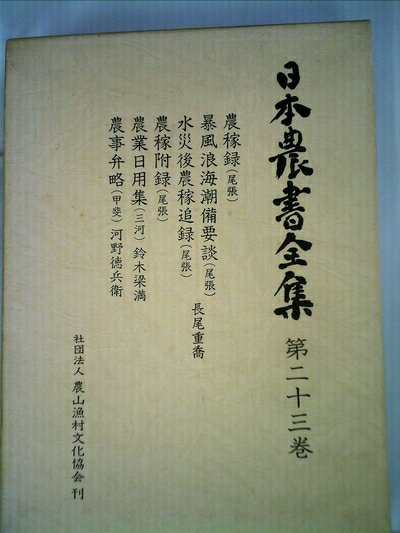 日本農書全集 第二十三巻
農稼録（尾張）
暴風浪海潮備要談（尾張） 長尾重喬
水災後農稼追録（尾張）
農稼附録（尾張）
農業日用集（三河）鈴木梁満
農事弁略（甲斐）河野徳兵衛
社団法人 農山漁村文化協会 刊